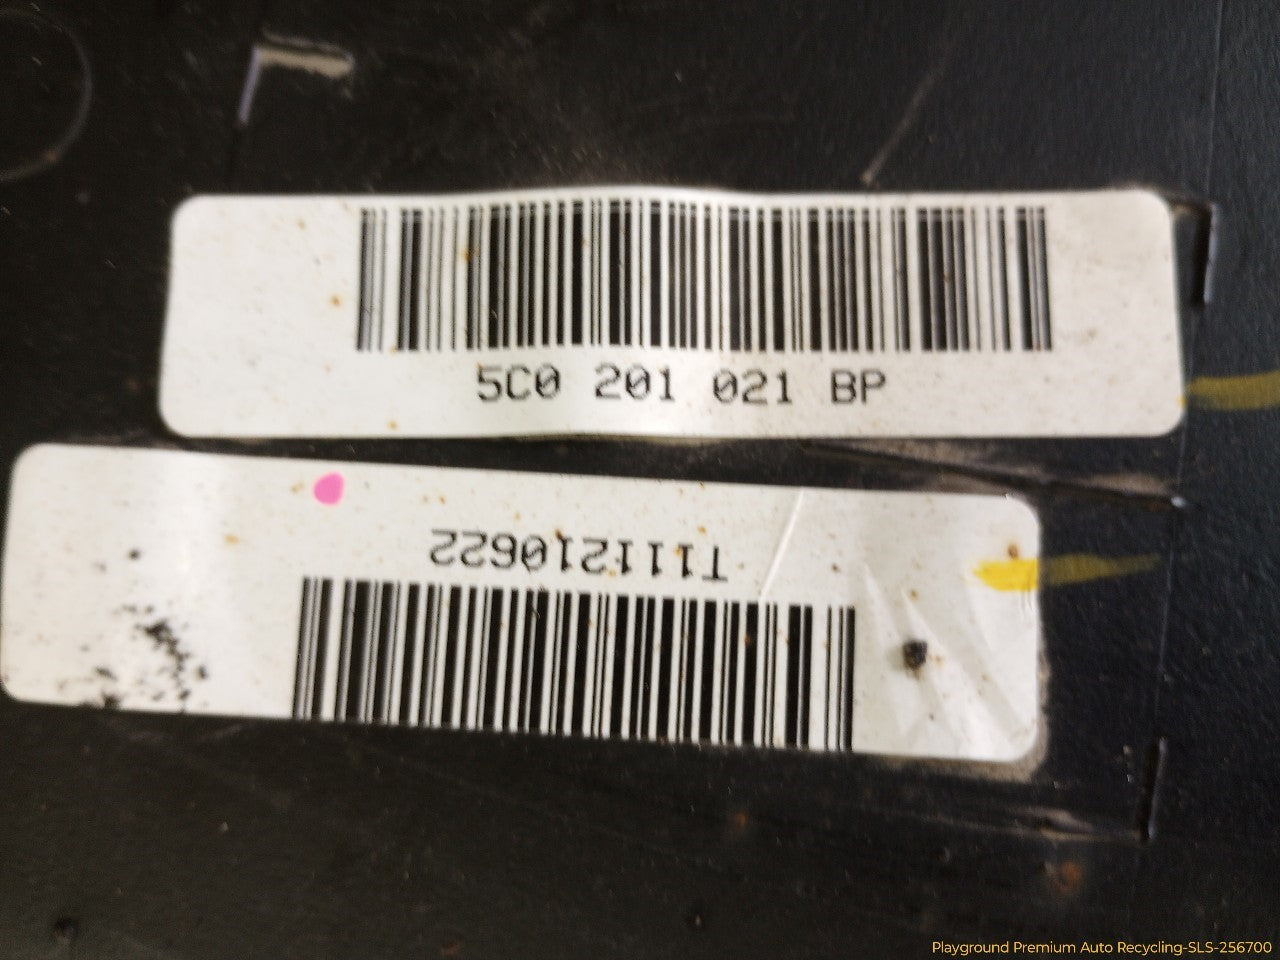 5C0 201 021 BP
T111210622
Playground Premium Auto Recycling-SLS-256700